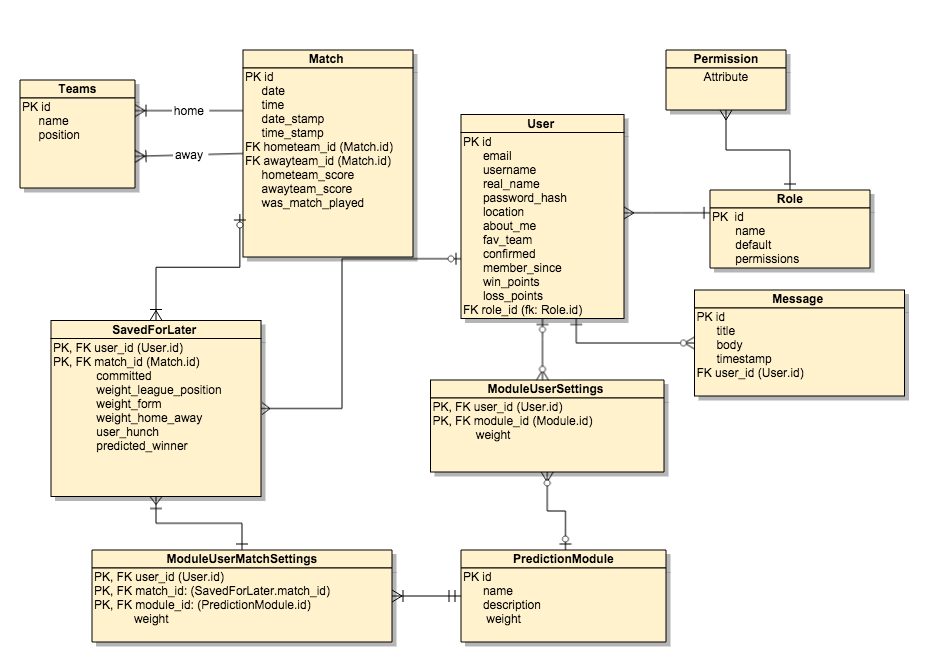 Teams
PK id
name
position
home
away
Match
PK id
date
time
date_stamp
time_stamp
FK hometeam_id (Match.id)
FK awayteam_id (Match.id)
hometeam_score
awayteam_score
was_match_played
User
PK id
email
username
real_name
password_hash
location
about_me
fav_team
confirmed
member_since
win_points
loss_points
FK role_id (fk: Role.id)
Permission
Attribute
Role
PK id
name
default
permissions
Message
PK id
title
body
timestamp
FK user_id (User.id)
SavedForLater
PK, FK user_id (User.id)
PK, FK match_id (Match.id)
committed
weight_league_position
weight_form
weight_home_away
user_hunch
predicted_winner
ModuleUserSettings
PK, FK user_id (User.id)
PK, FK module_id (Module.id)
weight
ModuleUserMatchSettings
PK, FK user_id (User.id)
PK, FK match_id: (SavedForLater.match_id)
PK, FK module_id: (PredictionModule.id)
weight
PredictionModule
PK id
name
description
weight